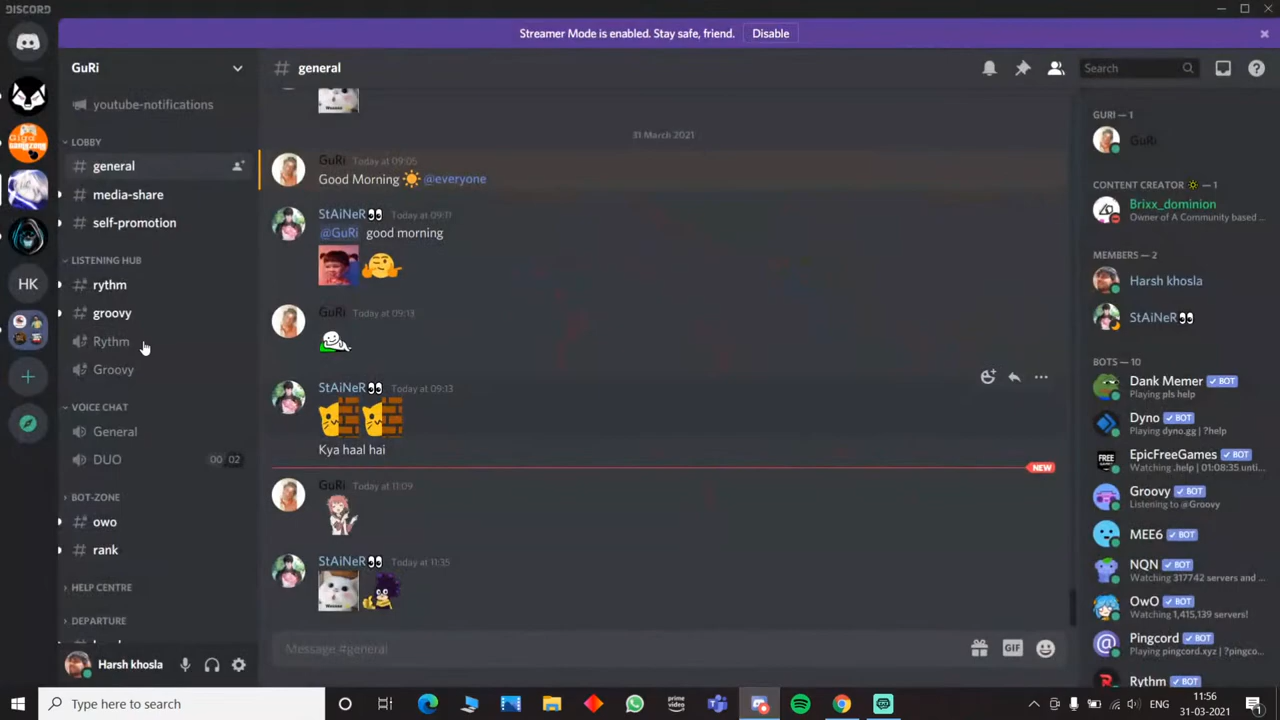 DISCORD
Streamer Mode is enabled. Stay safe, friend.
Disable
GuRi
youtube-notifications
LOBBY
general
media-share
self-promotion
LISTENING HUB
rythm
groovy
Rythm
Groovy
VOICE CHAT
General
DUO
00 02
BOT-ZONE
owo
rank
HELP CENTRE
DEPARTURE
Harsh khosla
# general
Search
31 March 2021
GuRi Today at 09:05
Good Morning @everyone
StAiNeR Today at 09:11
@GuRi good morning
GuRi Today at 09:13
StAiNeR Today at 09:13
Kya haal hai
NEW
GuRi Today at 11:09
StAiNeR Today at 11:35
Message #general
GIF
GURI — 1
GuRi
CONTENT CREATOR — 1
Brixx_dominion
Owner of A Community based ...
MEMBERS — 2
Harsh khosla
StAiNeR
BOTS — 10
Dank Memer ✓ BOT
Playing pls help
Dyno ✓ BOT
Playing dyno.gg | ?help
EpicFreeGames ✓ BOT
Watching .help | 01:08:35 unti...
Groovy ✓ BOT
Listening to @Groovy
MEE6 ✓ BOT
NQN ✓ BOT
Watching 317742 servers and ...
OwO ✓ BOT
Watching 1,415,139 servers!
Pingcord ✓ BOT
Playing pingcord.xyz | ?pingco...
Rythm ✓ BOT
HK
Type here to search
prime video
ENG
11:56
31-03-2021